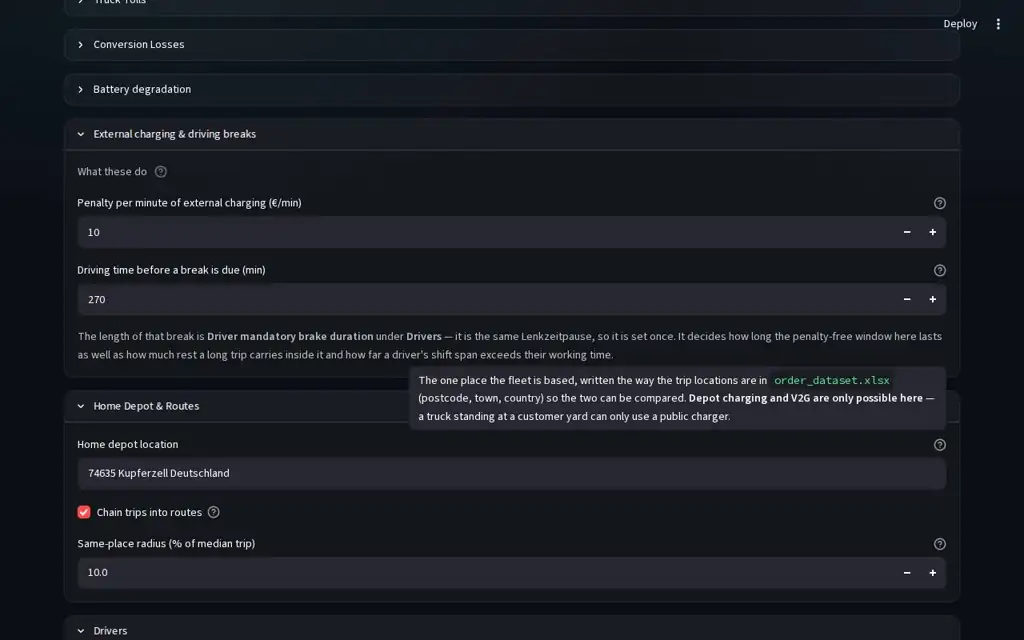 Truck Tolls
Deploy
Conversion Losses
Battery degradation
External charging & driving breaks
What these do
Penalty per minute of external charging (€/min)
10
Driving time before a break is due (min)
270
The length of that break is Driver mandatory brake duration under Drivers — it is the same Lenkzeitpause, so it is set once. It decides how long the penalty-free window here lasts
as well as how much rest a long trip carries inside it and how far a driver's shift span exceeds their working time.
The one place the fleet is based, written the way the trip locations are in order_dataset.xlsx
(postcode, town, country) so the two can be compared. Depot charging and V2G are only possible here —
a truck standing at a customer yard can only use a public charger.
Home Depot & Routes
Home depot location
74635 Kupferzell Deutschland
Chain trips into routes
Same-place radius (% of median trip)
10.0
Drivers